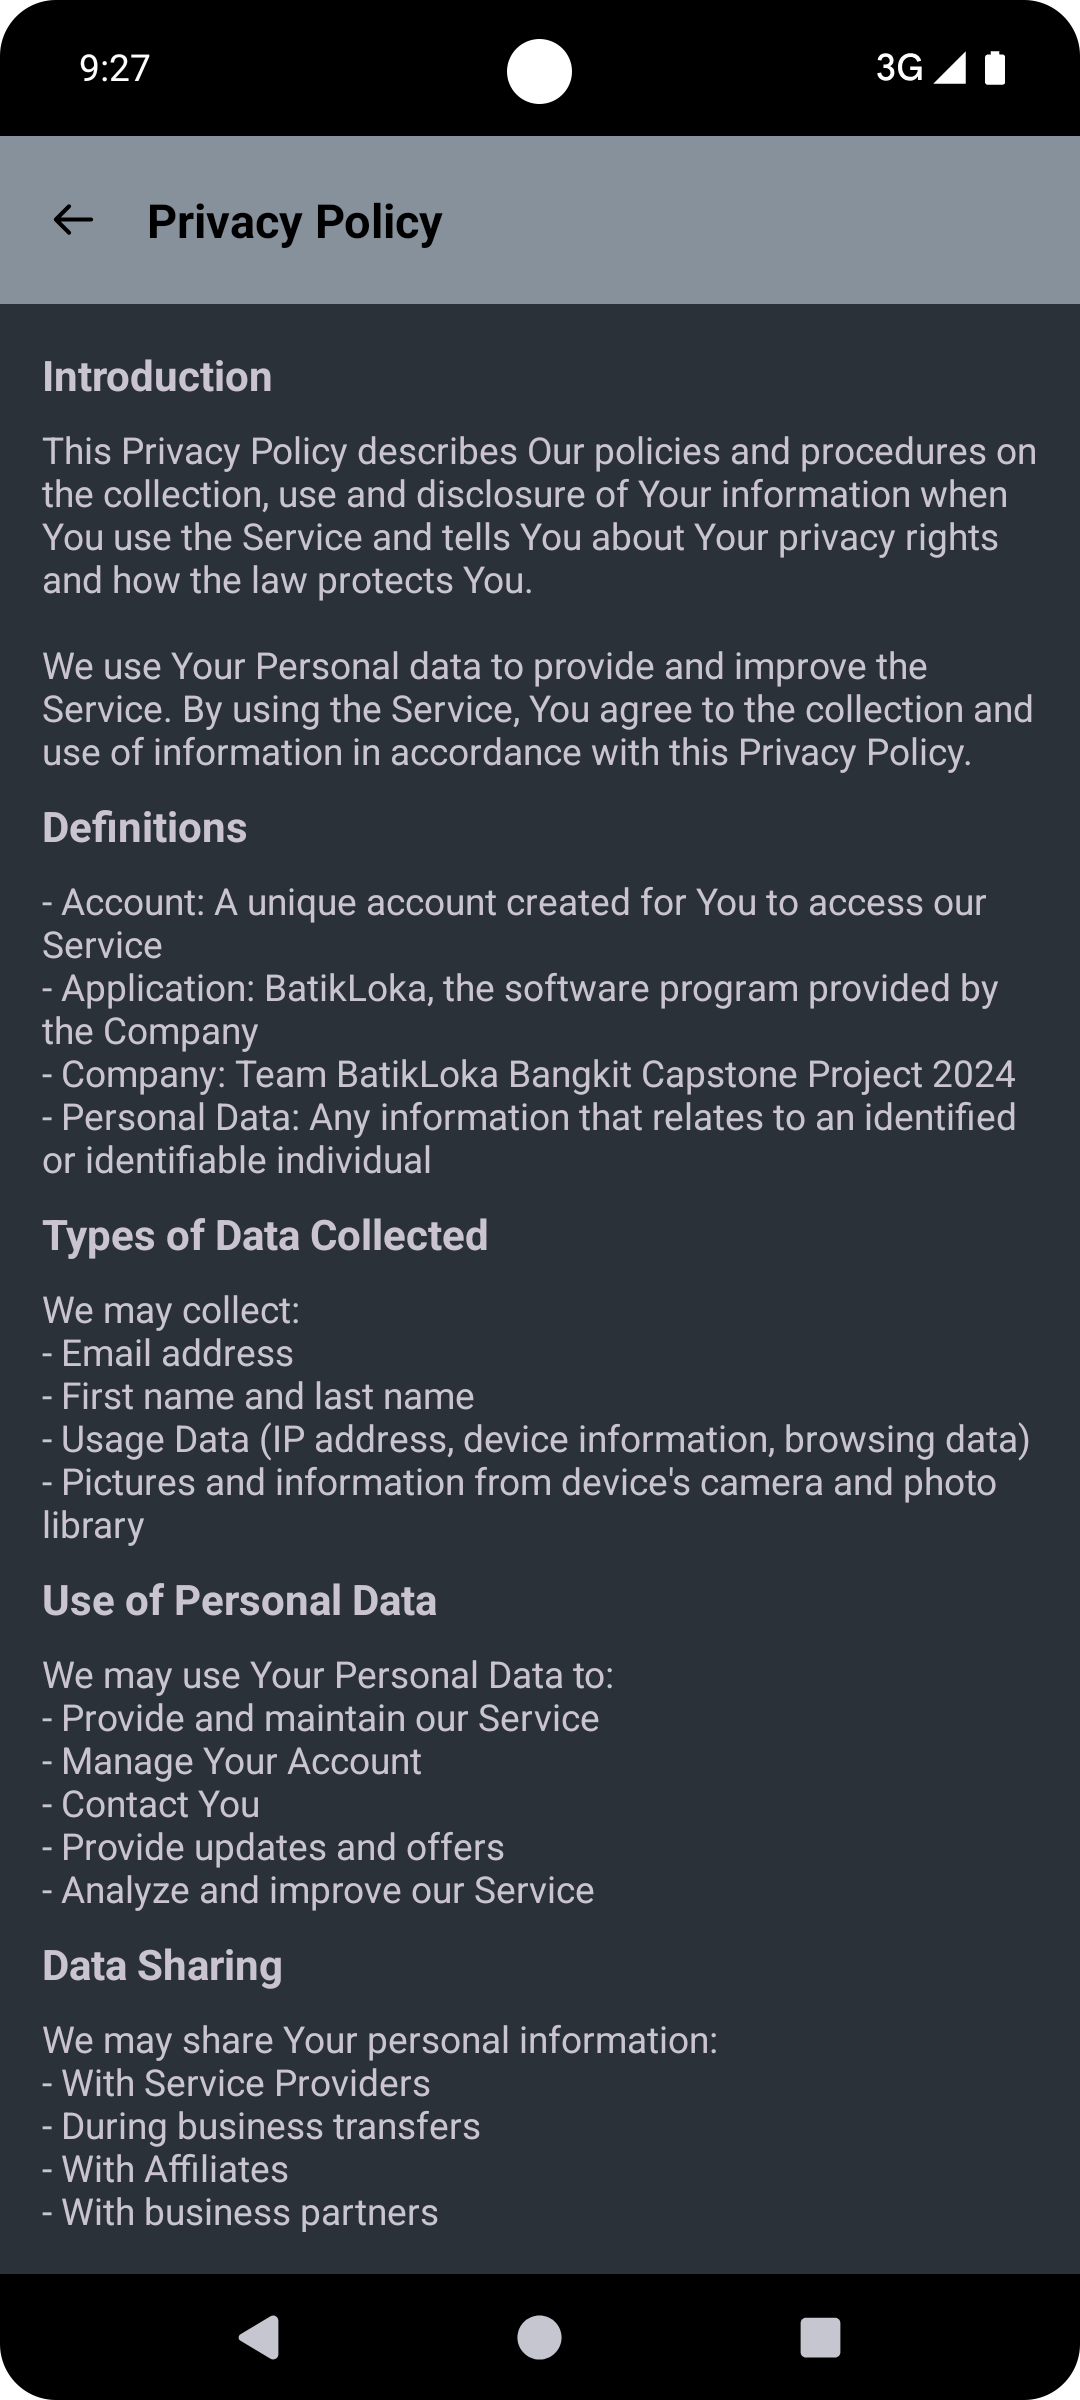 9:27
3G
Privacy Policy
Introduction
This Privacy Policy describes Our policies and procedures on
the collection, use and disclosure of Your information when
You use the Service and tells You about Your privacy rights
and how the law protects You.
We use Your Personal data to provide and improve the
Service. By using the Service, You agree to the collection and
use of information in accordance with this Privacy Policy.
Definitions
- Account: A unique account created for You to access our
Service
- Application: BatikLoka, the software program provided by
the Company
- Company: Team BatikLoka Bangkit Capstone Project 2024
- Personal Data: Any information that relates to an identified
or identifiable individual
Types of Data Collected
We may collect:
- Email address
- First name and last name
- Usage Data (IP address, device information, browsing data)
- Pictures and information from device's camera and photo
library
Use of Personal Data
We may use Your Personal Data to:
- Provide and maintain our Service
- Manage Your Account
- Contact You
- Provide updates and offers
- Analyze and improve our Service
Data Sharing
We may share Your personal information:
- With Service Providers
- During business transfers
- With Affiliates
- With business partners